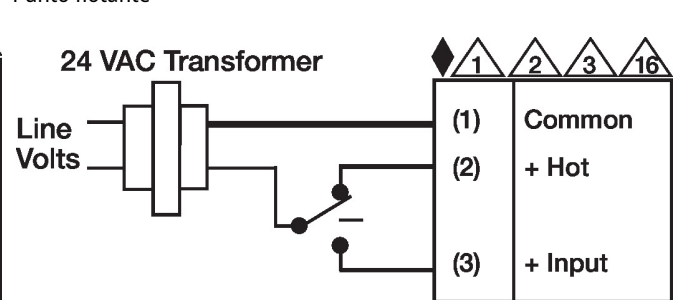 Punto flotante
24 VAC Transformer
1 2 3 16
Line
Volts
(1) Common
(2) + Hot
(3) + Input